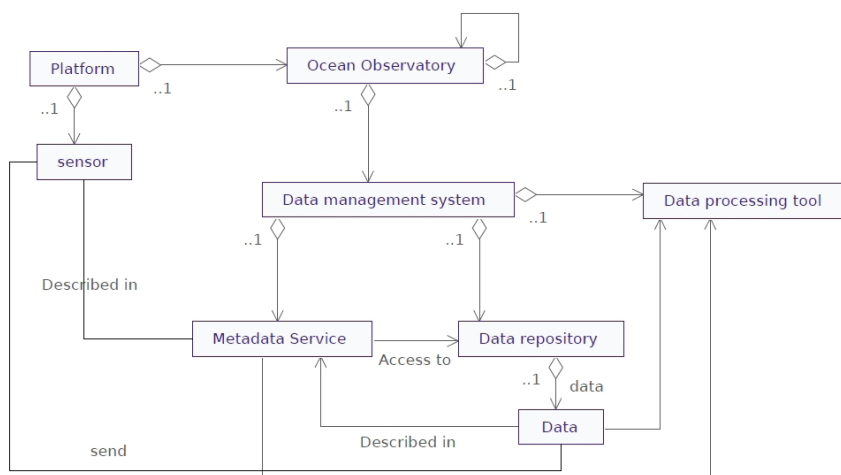 Platform
..1
Ocean Observatory
..1
..1
..1
sensor
Data management system
..1
Data processing tool
..1
..1
Described in
Metadata Service
Access to
Data repository
..1
data
Data
Described in
send